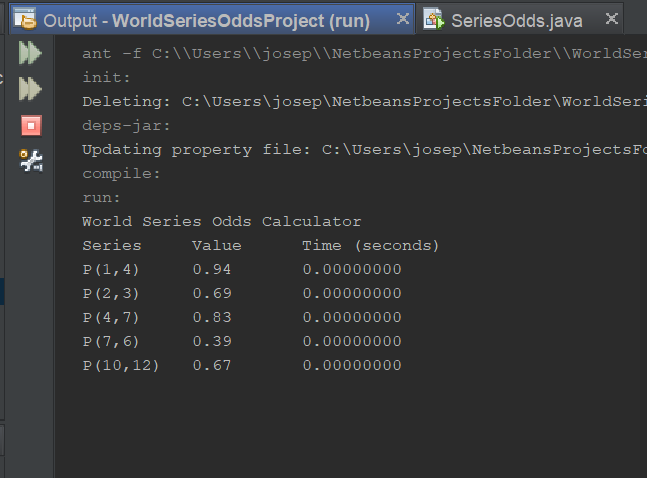 Output - WorldSeriesOddsProject (run) SeriesOdds.java
ant -f C:\\Users\\josep\\NetbeansProjectsFolder\\WorldSer
init:
Deleting: C:\Users\josep\NetbeansProjectsFolder\WorldSeri
deps-jar:
Updating property file: C:\Users\josep\NetbeansProjectsFo
compile:
run:
World Series Odds Calculator
Series Value Time (seconds)
P(1,4) 0.94 0.00000000
P(2,3) 0.69 0.00000000
P(4,7) 0.83 0.00000000
P(7,6) 0.39 0.00000000
P(10,12) 0.67 0.00000000